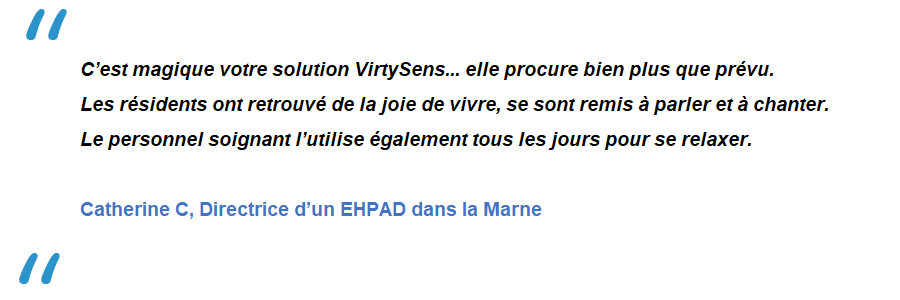 “
C’est magique votre solution VirtySens... elle procure bien plus que prévu.
Les résidents ont retrouvé de la joie de vivre, se sont remis à parler et à chanter.
Le personnel soignant l’utilise également tous les jours pour se relaxer.
Catherine C, Directrice d’un EHPAD dans la Marne
“